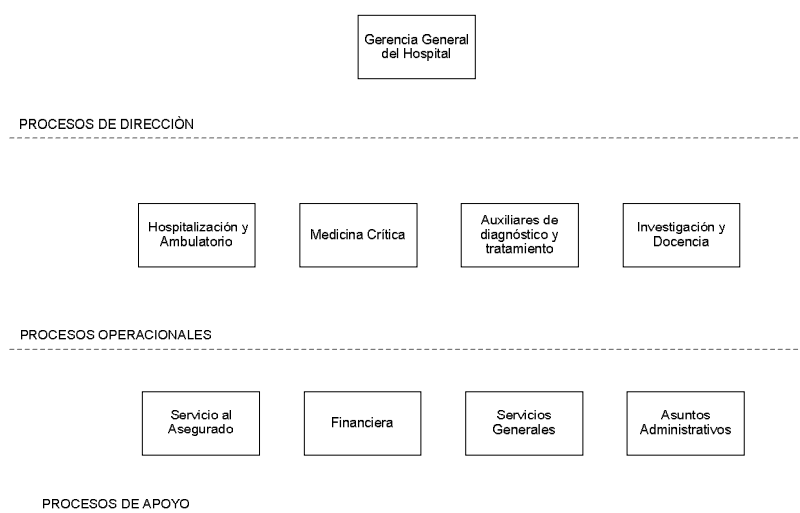 Gerencia General
del Hospital
PROCESOS DE DIRECCIÒN
Hospitalización y
Ambulatorio
Medicina Crítica
Auxiliares de
diagnóstico y
tratamiento
Investigación y
Docencia
PROCESOS OPERACIONALES
Servicio al
Asegurado
Financiera
Servicios
Generales
Asuntos
Administrativos
PROCESOS DE APOYO